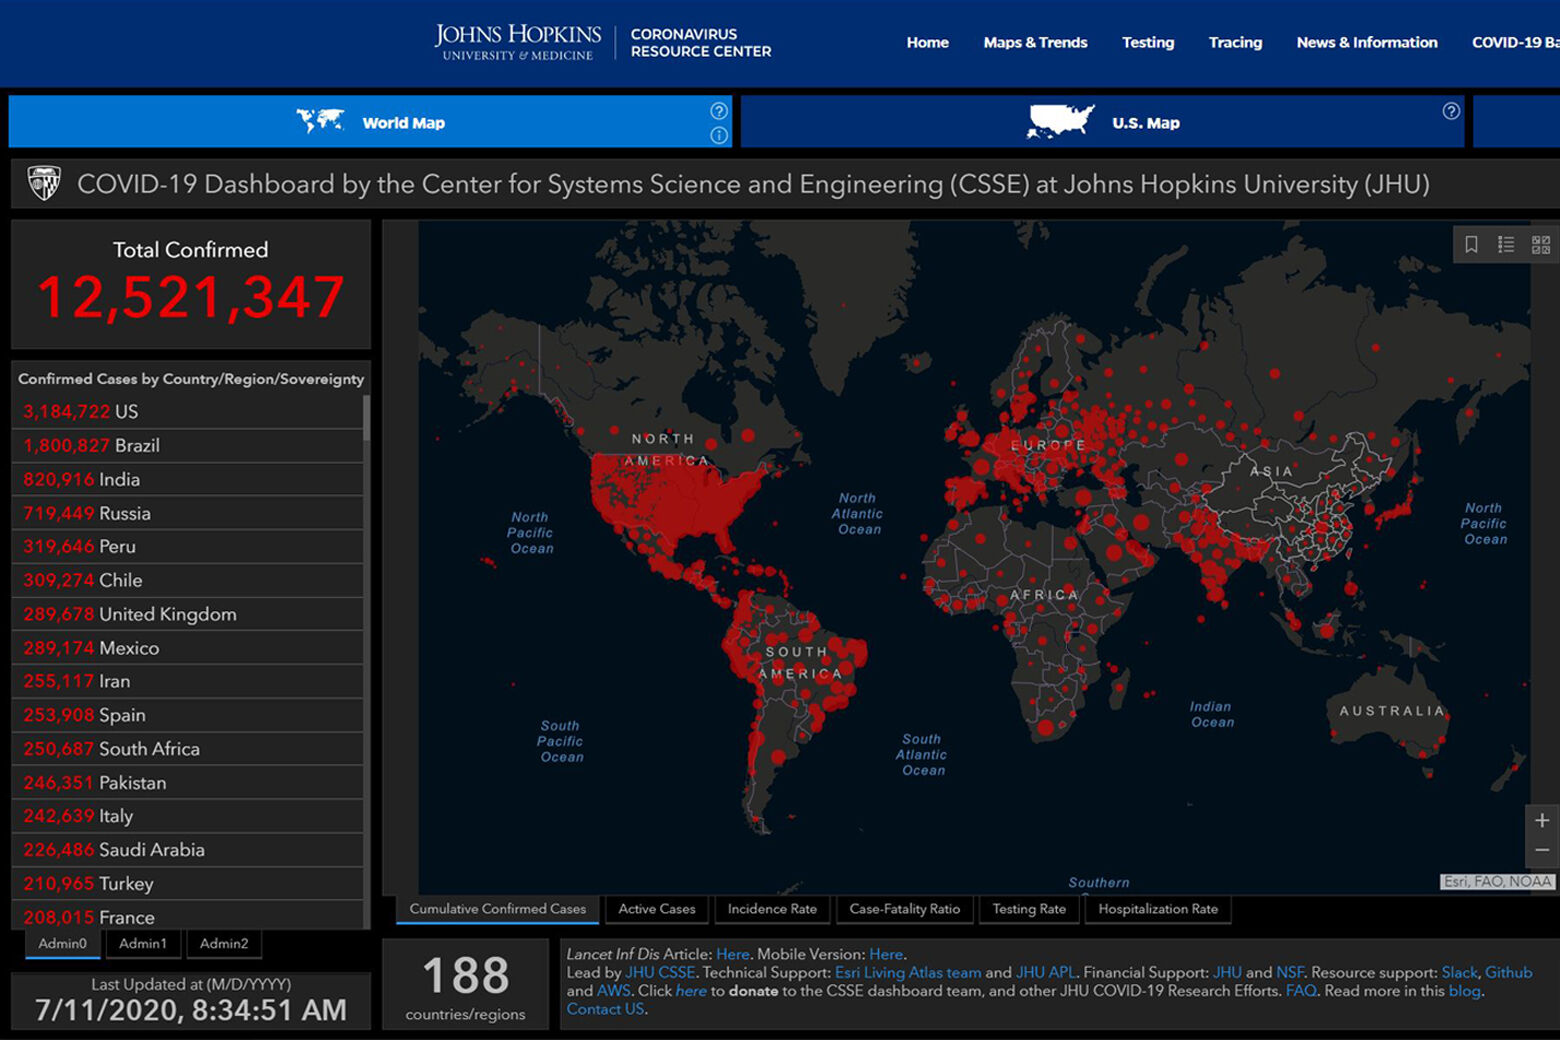 JOHNS HOPKINS
UNIVERSITY & MEDICINE
CORONAVIRUS
RESOURCE CENTER
Home
Maps & Trends
Testing
Tracing
News & Information
COVID-19 Ba
World Map
U.S. Map
COVID-19 Dashboard by the Center for Systems Science and Engineering (CSSE) at Johns Hopkins University (JHU)
Total Confirmed
12,521,347
Confirmed Cases by Country/Region/Sovereignty
3,184,722 US
1,800,827 Brazil
820,916 India
719,449 Russia
319,646 Peru
309,274 Chile
289,678 United Kingdom
289,174 Mexico
255,117 Iran
253,908 Spain
250,687 South Africa
246,351 Pakistan
242,639 Italy
226,486 Saudi Arabia
210,965 Turkey
208,015 France
Admin0
Admin1
Admin2
Last Updated at (M/D/YYYY)
7/11/2020, 8:34:51 AM
NORTH
AMERICA
EUROPE
ASIA
North
Pacific
Ocean
North
Atlantic
Ocean
North
Pacific
Ocean
AFRICA
SOUTH
AMERICA
AUSTRALIA
Indian
Ocean
South
Pacific
Ocean
South
Atlantic
Ocean
Southern
+
−
Esri, FAO, NOAA
Cumulative Confirmed Cases
Active Cases
Incidence Rate
Case-Fatality Ratio
Testing Rate
Hospitalization Rate
188
countries/regions
Lancet Inf Dis Article: Here. Mobile Version: Here.
Lead by JHU CSSE. Technical Support: Esri Living Atlas team and JHU APL. Financial Support: JHU and NSF. Resource support: Slack, Github
and AWS. Click here to donate to the CSSE dashboard team, and other JHU COVID-19 Research Efforts. FAQ. Read more in this blog.
Contact US.